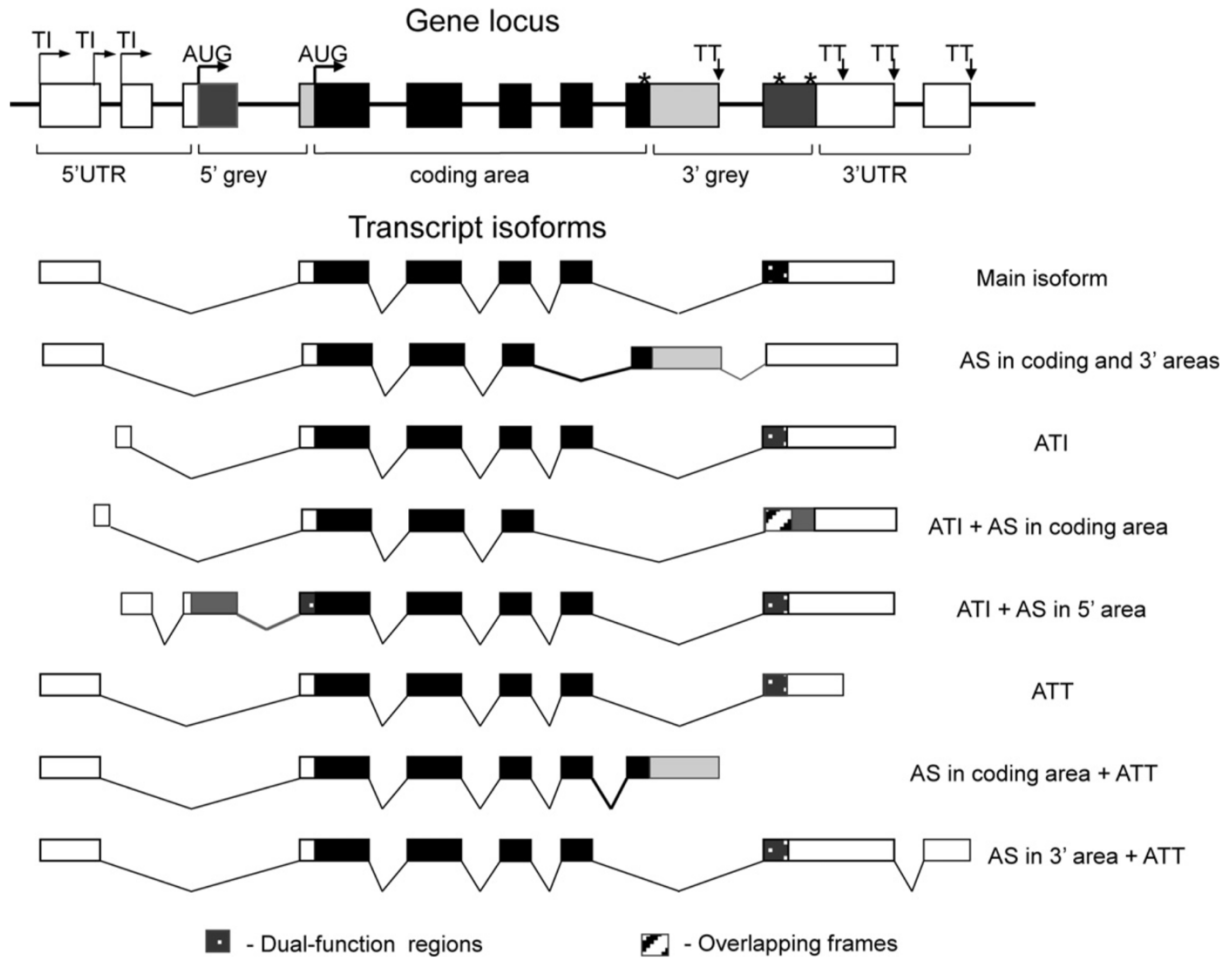 Gene locus
TI TI TI AUG AUG * TT * * TT TT TT
5'UTR 5' grey coding area 3' grey 3'UTR
Transcript isoforms
Main isoform
AS in coding and 3' areas
ATI
ATI + AS in coding area
ATI + AS in 5' area
ATT
AS in coding area + ATT
AS in 3' area + ATT
- Dual-function regions - Overlapping frames